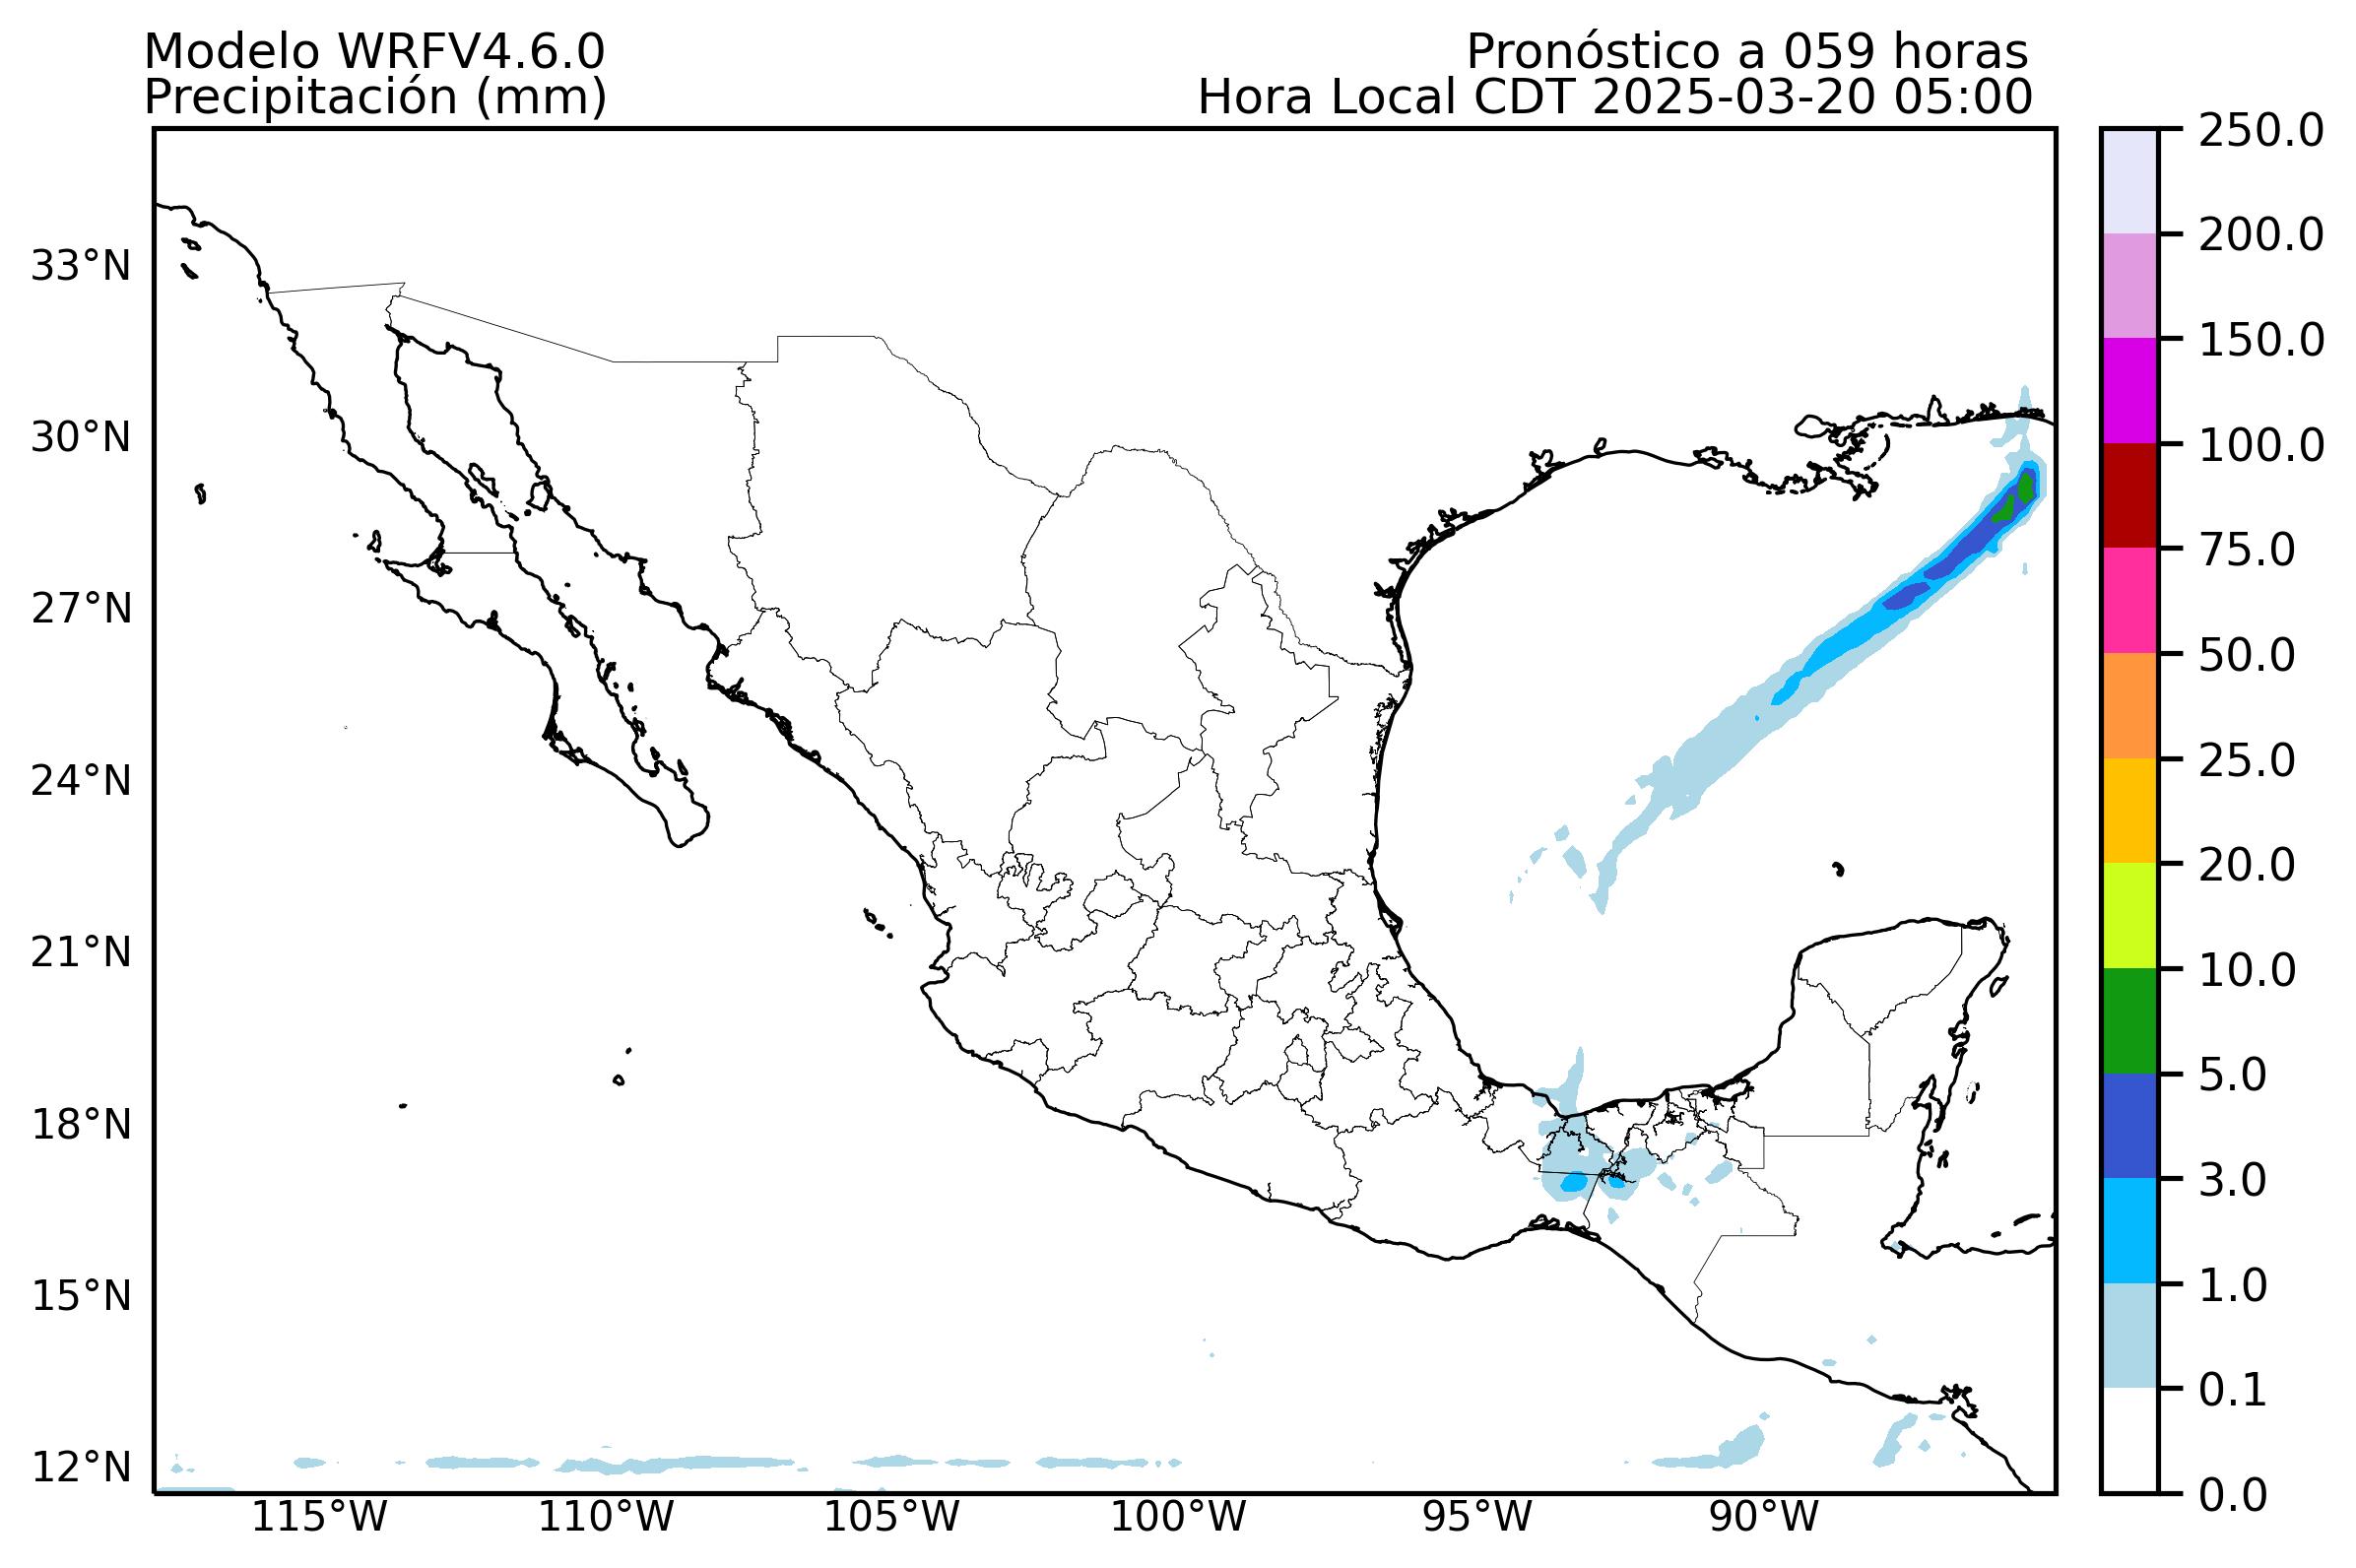 Modelo WRFV4.6.0
Precipitación (mm)
Pronóstico a 059 horas
Hora Local CDT 2025-03-20 05:00
33°N
30°N
27°N
24°N
21°N
18°N
15°N
12°N
115°W
110°W
105°W
100°W
95°W
90°W
250.0
200.0
150.0
100.0
75.0
50.0
25.0
20.0
10.0
5.0
3.0
1.0
0.1
0.0